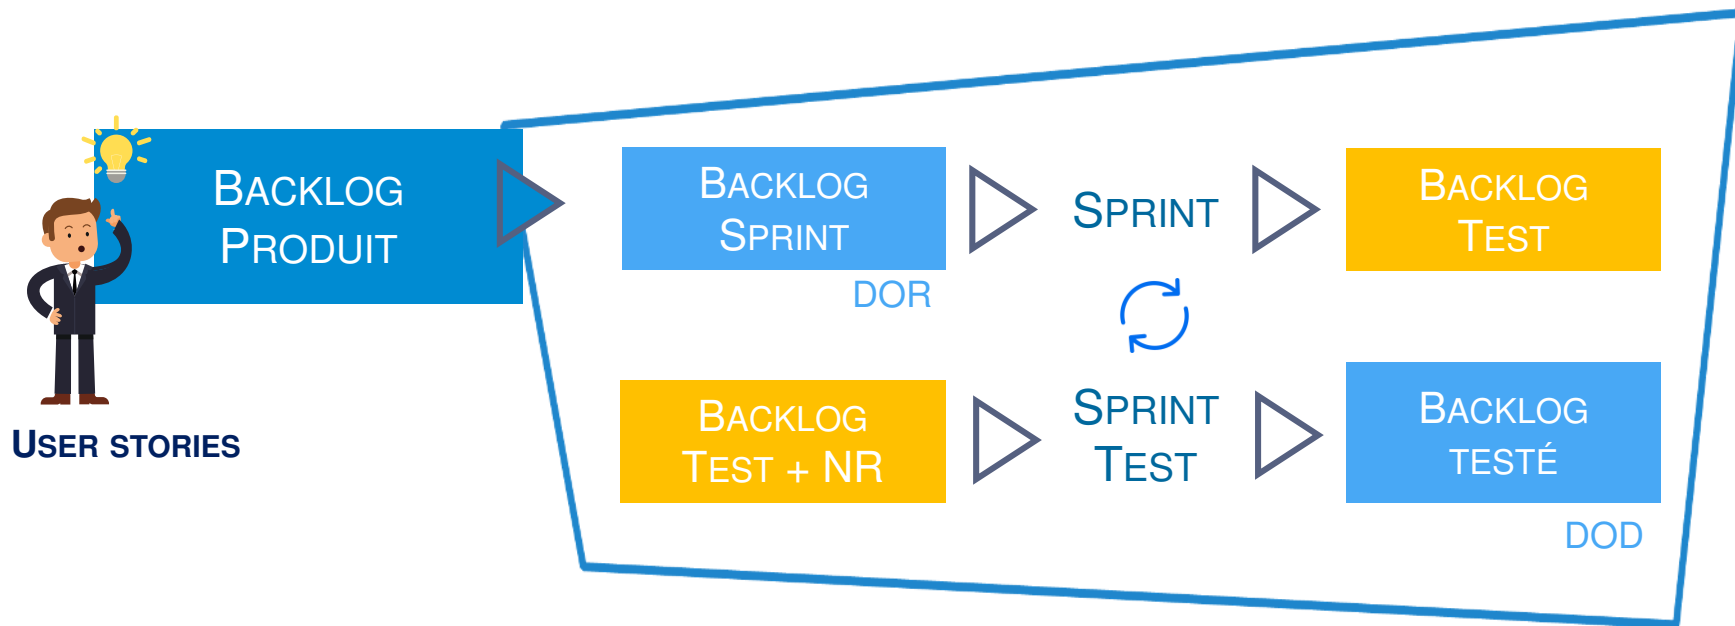 BACKLOG
PRODUIT
USER STORIES
BACKLOG
SPRINT
DOR
SPRINT
BACKLOG
TEST
BACKLOG
TEST + NR
SPRINT
TEST
BACKLOG
TESTÉ
DOD